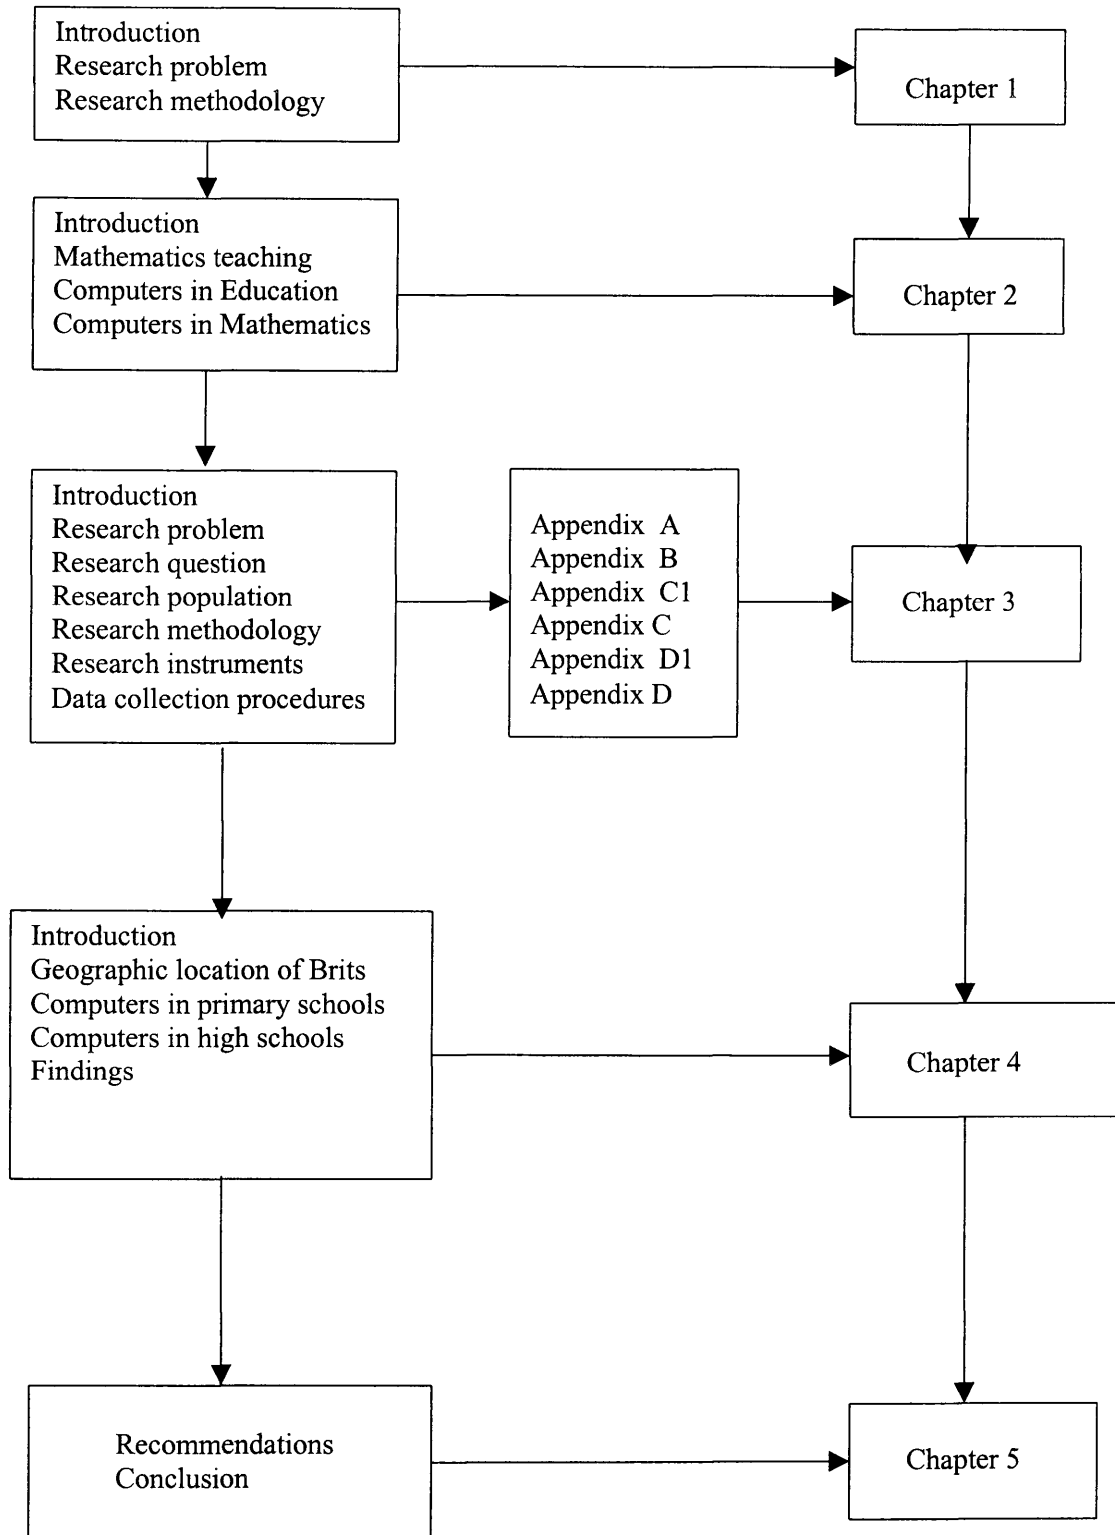 Introduction
Research problem
Research methodology
Chapter 1
Introduction
Mathematics teaching
Computers in Education
Computers in Mathematics
Chapter 2
Introduction
Research problem
Research question
Research population
Research methodology
Research instruments
Data collection procedures
Appendix A
Appendix B
Appendix C1
Appendix C
Appendix D1
Appendix D
Chapter 3
Introduction
Geographic location of Brits
Computers in primary schools
Computers in high schools
Findings
Chapter 4
Recommendations
Conclusion
Chapter 5